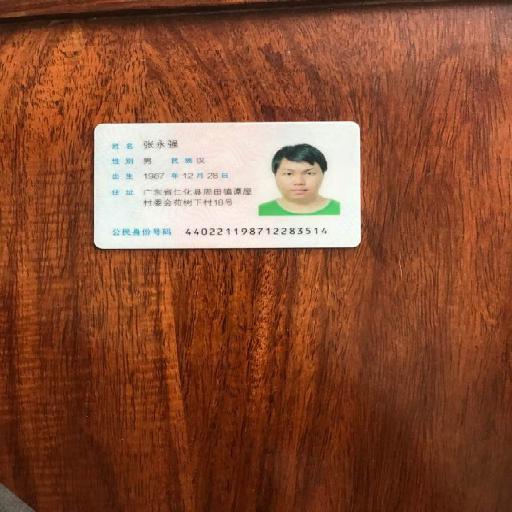 姓名 张永强
性别 男 民族 汉
出生 1987 年 12 月 28 日
住址 广东省仁化县周田镇谭屋
村委会荷树下村18号
公民身份号码 440221198712283514